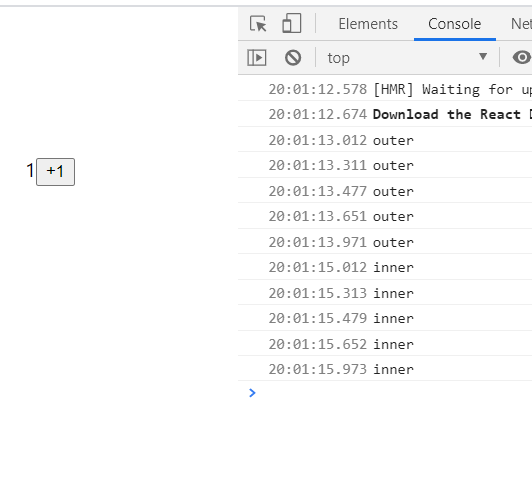 1 +1
Elements Console
top
20:01:12.578 [HMR] Waiting for
20:01:12.674 Download the React
20:01:13.012 outer
20:01:13.311 outer
20:01:13.477 outer
20:01:13.651 outer
20:01:13.971 outer
20:01:15.012 inner
20:01:15.313 inner
20:01:15.479 inner
20:01:15.652 inner
20:01:15.973 inner